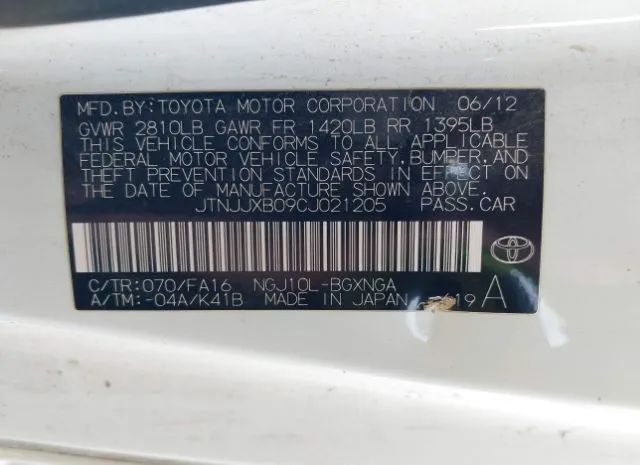 MFD.BY:TOYOTA MOTOR CORPORATION 06/12
GVWR 2810LB GAWR FR 1420LB RR 1395LB
THIS VEHICLE CONFORMS TO ALL APPLICABLE
FEDERAL MOTOR VEHICLE SAFETY,BUMPER,AND
THEFT PREVENTION STANDARDS IN EFFECT ON
THE DATE OF MANUFACTURE SHOWN ABOVE.
JTNJJXB09CJ021205 PASS.CAR
C/TR:070/FA16 NGJ10L-BGXNGA
A/TM:-04A/K41B MADE IN JAPAN A